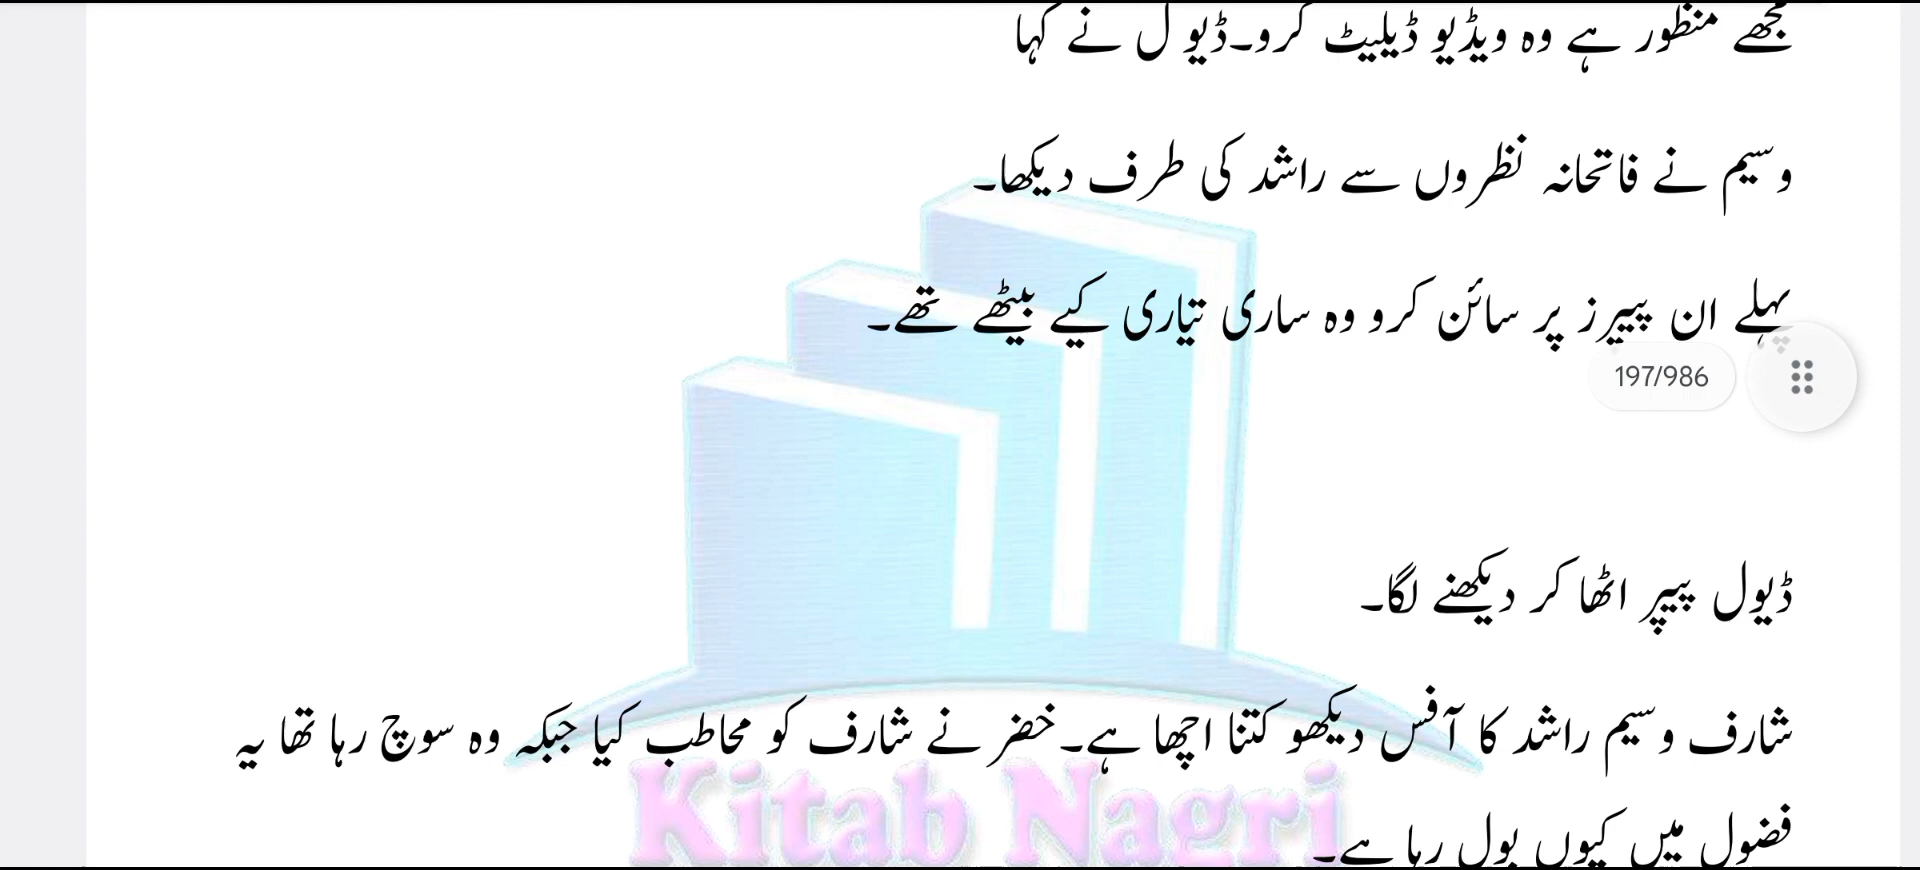 مجھے منظور ہے وہ ویڈیو ڈیلیٹ کرو۔ڈیو ل نے کہا
وسیم نے فاتحانہ نظروں سے راشد کی طرف دیکھا۔
پہلے ان پیپرز پر سائن کرو وہ ساری تیّاری کیے بیٹھے تھے۔
197/986
ڈیول پیپر اٹھا کر دیکھنے لگا۔
شارف وسیم راشد کا آفس دیکھو کتنا اچھا ہے۔خضر نے شارف کو مخاطب کیا جبکہ وہ سوچ رہا تھا یہ
فضول میں کیوں بول رہا ہے۔
Kitab Nagri